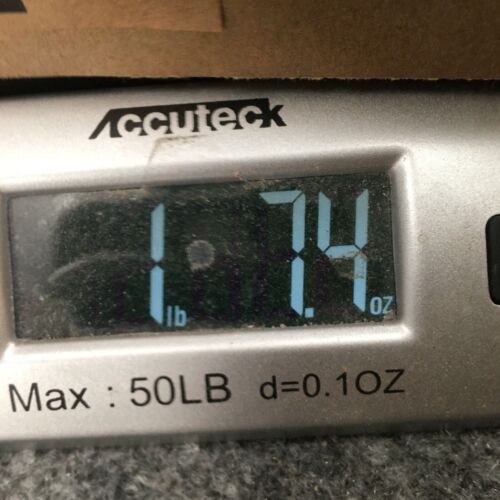 Accuteck
1 lb 7.4 oz
Max : 50LB d=0.1OZ